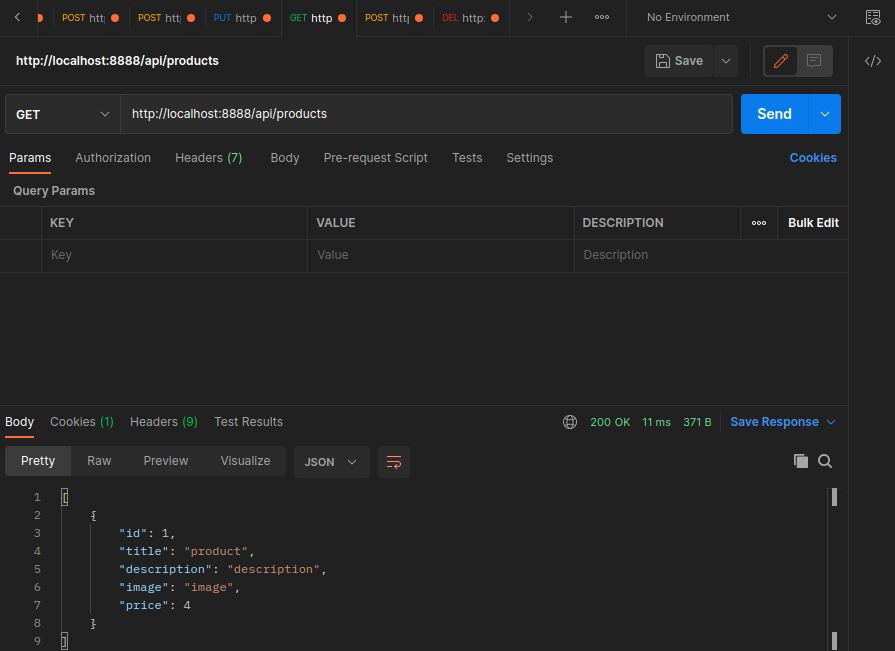 POST htt POST htt PUT http GET http POST http DEL http: No Environment
http://localhost:8888/api/products Save
GET http://localhost:8888/api/products Send
Params Authorization Headers (7) Body Pre-request Script Tests Settings Cookies
Query Params
KEY VALUE DESCRIPTION Bulk Edit
Key Value Description
Body Cookies (1) Headers (9) Test Results 200 OK 11 ms 371 B Save Response
Pretty Raw Preview Visualize JSON
1 [
2 {
3 "id": 1,
4 "title": "product",
5 "description": "description",
6 "image": "image",
7 "price": 4
8 }
9 ]